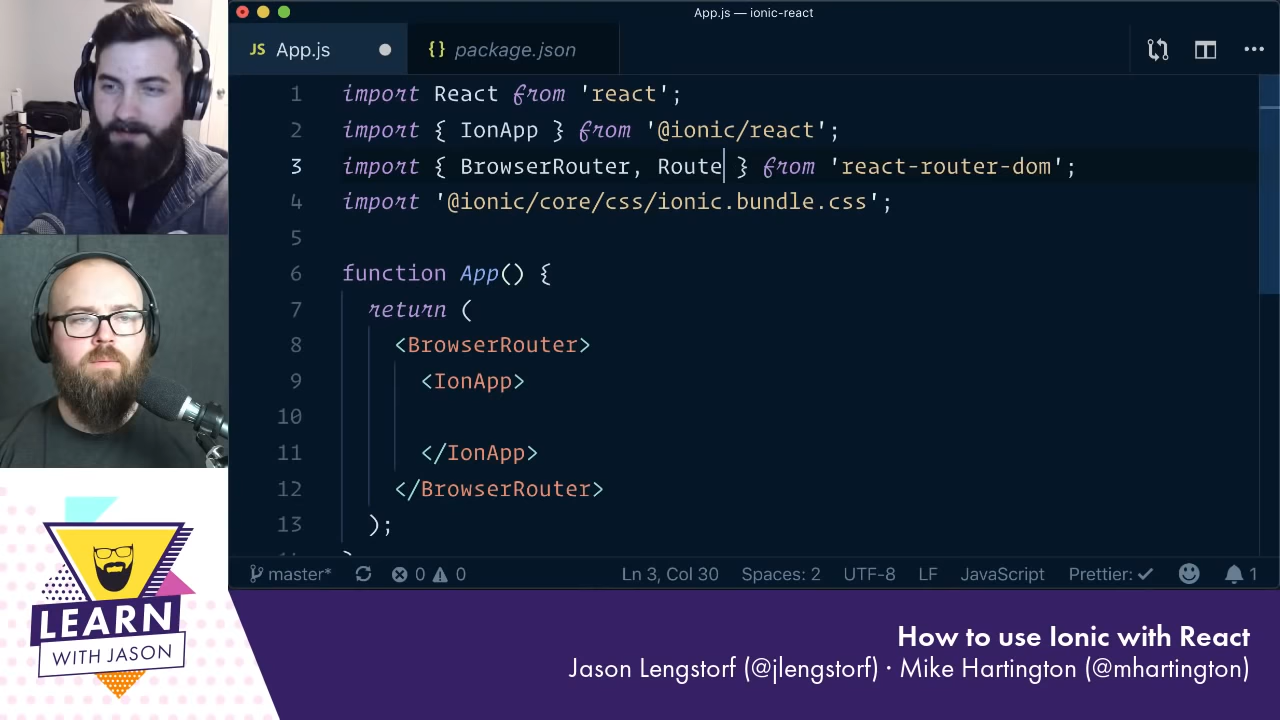 App.js — ionic-react
JS App.js
{} package.json
1 import React from 'react';
2 import { IonApp } from '@ionic/react';
3 import { BrowserRouter, Route } from 'react-router-dom';
4 import '@ionic/core/css/ionic.bundle.css';
5
6 function App() {
7 return (
8 <BrowserRouter>
9 <IonApp>
10
11 </IonApp>
12 </BrowserRouter>
13 );
master* 0 0 Ln 3, Col 30 Spaces: 2 UTF-8 LF JavaScript Prettier: ✓ 1
LEARN
WITH JASON
How to use Ionic with React
Jason Lengstorf (@jlengstorf) · Mike Hartington (@mhartington)